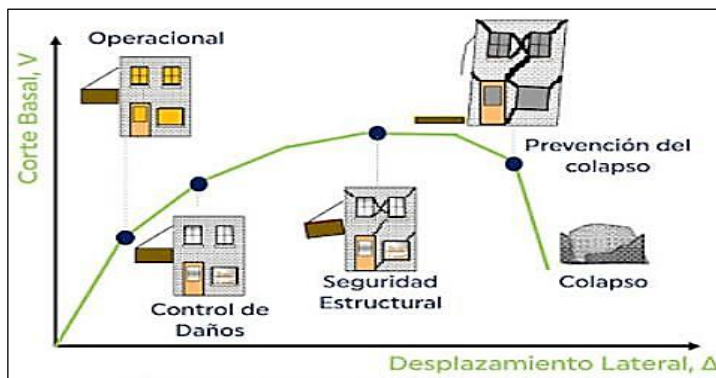 Operacional
Corte Basal, V
Prevención del
colapso
Control de
Daños
Seguridad
Estructural
Colapso
Desplazamiento Lateral, Δ